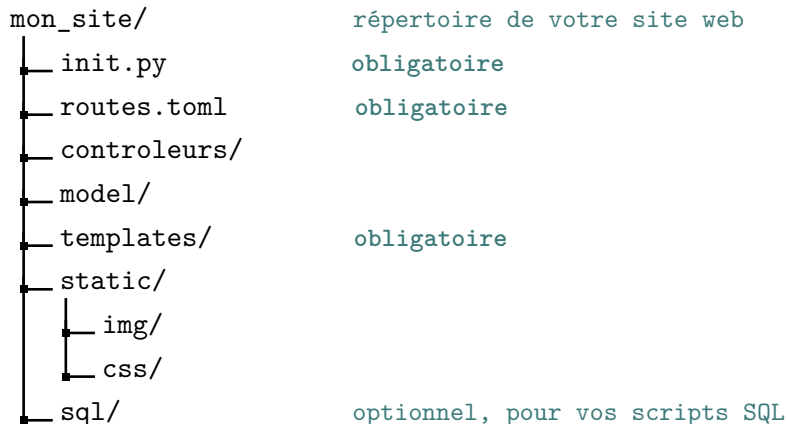 mon_site/ répertoire de votre site web
init.py obligatoire
routes.toml obligatoire
controleurs/
model/
templates/ obligatoire
static/
img/
css/
sql/ optionnel, pour vos scripts SQL